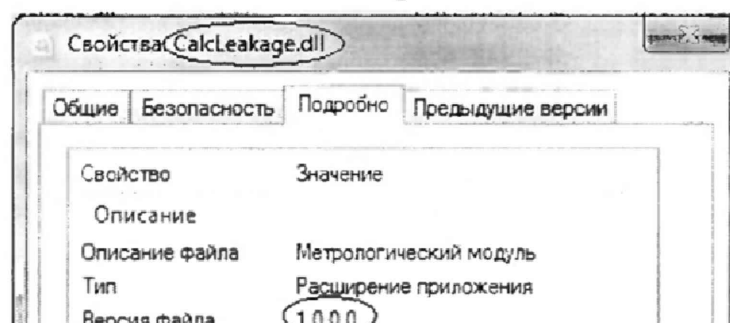 Свойства: CalcLeakage.dll
Общие Безопасность Подробно Предыдущие версии
Свойство Значение
Описание
Описание файла Метрологический модуль
Тип Расширение приложения
Версия файла 1.0.0.0